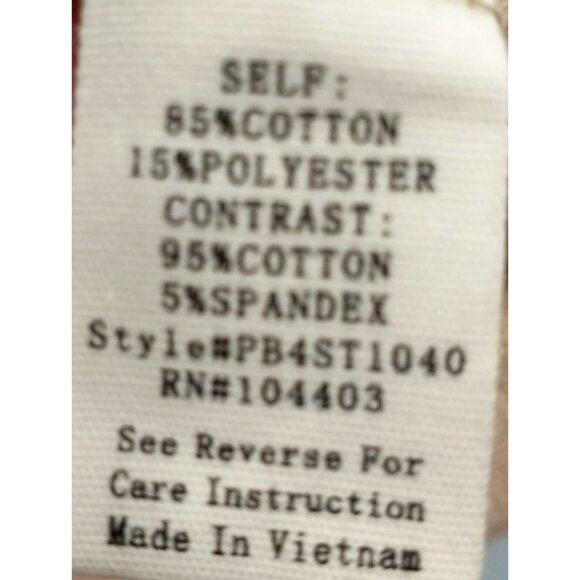 SELF:
85%COTTON
15%POLYESTER
CONTRAST:
95%COTTON
5%SPANDEX
Style#PB4ST1040
RN#104403
See Reverse For
Care Instruction
Made In Vietnam